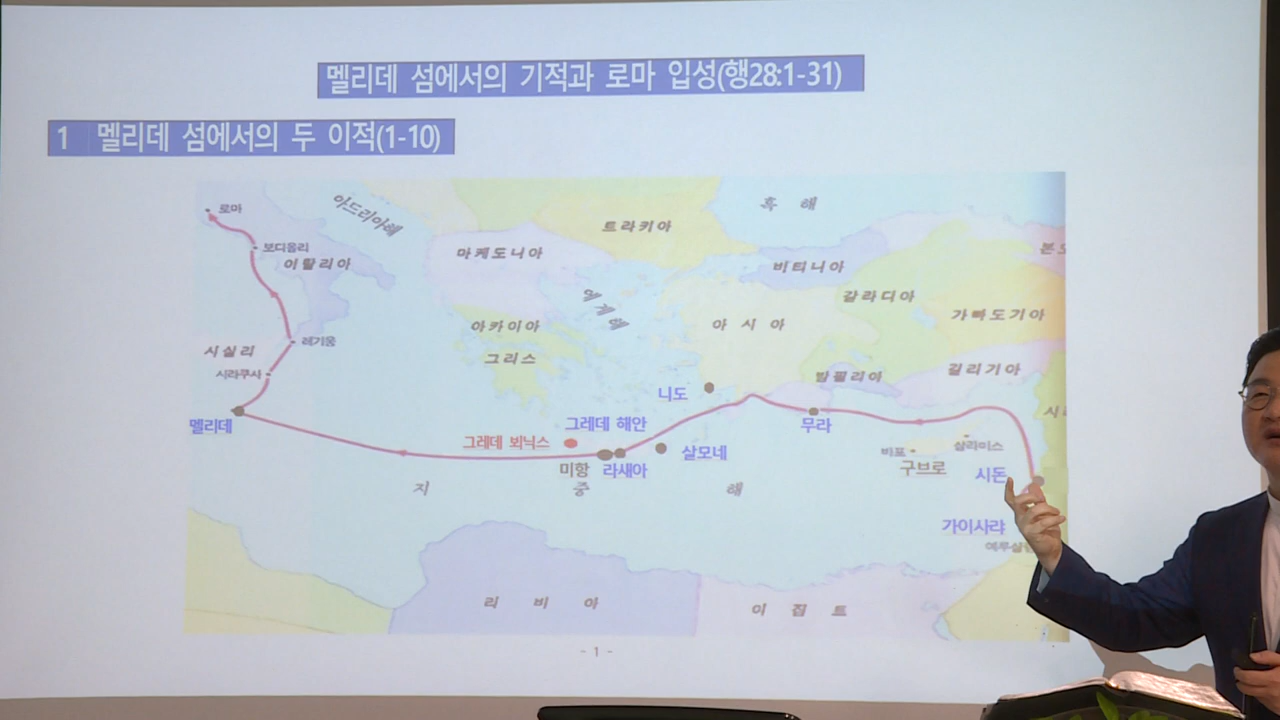 멜리데 섬에서의 기적과 로마 입성(행28:1-31)
1 멜리데 섬에서의 두 이적(1-10)
로마
아드리아해
트라키아
흑 해
보디올리
이탈리아
마케도니아
비티니아
본도
갈라디아
에게해
아카이아
아 시 아
가빠도기아
레기움
시실리
그리스
시라쿠사
밤필리아
길리기아
니도
멜리데
그레데 해안
무라
그레데 뵈닉스
살모네
바포
살라미스
미항
라새아
구브로
시돈
지 중 해
가이사랴
리 비 아
이 집 트
- 1 -